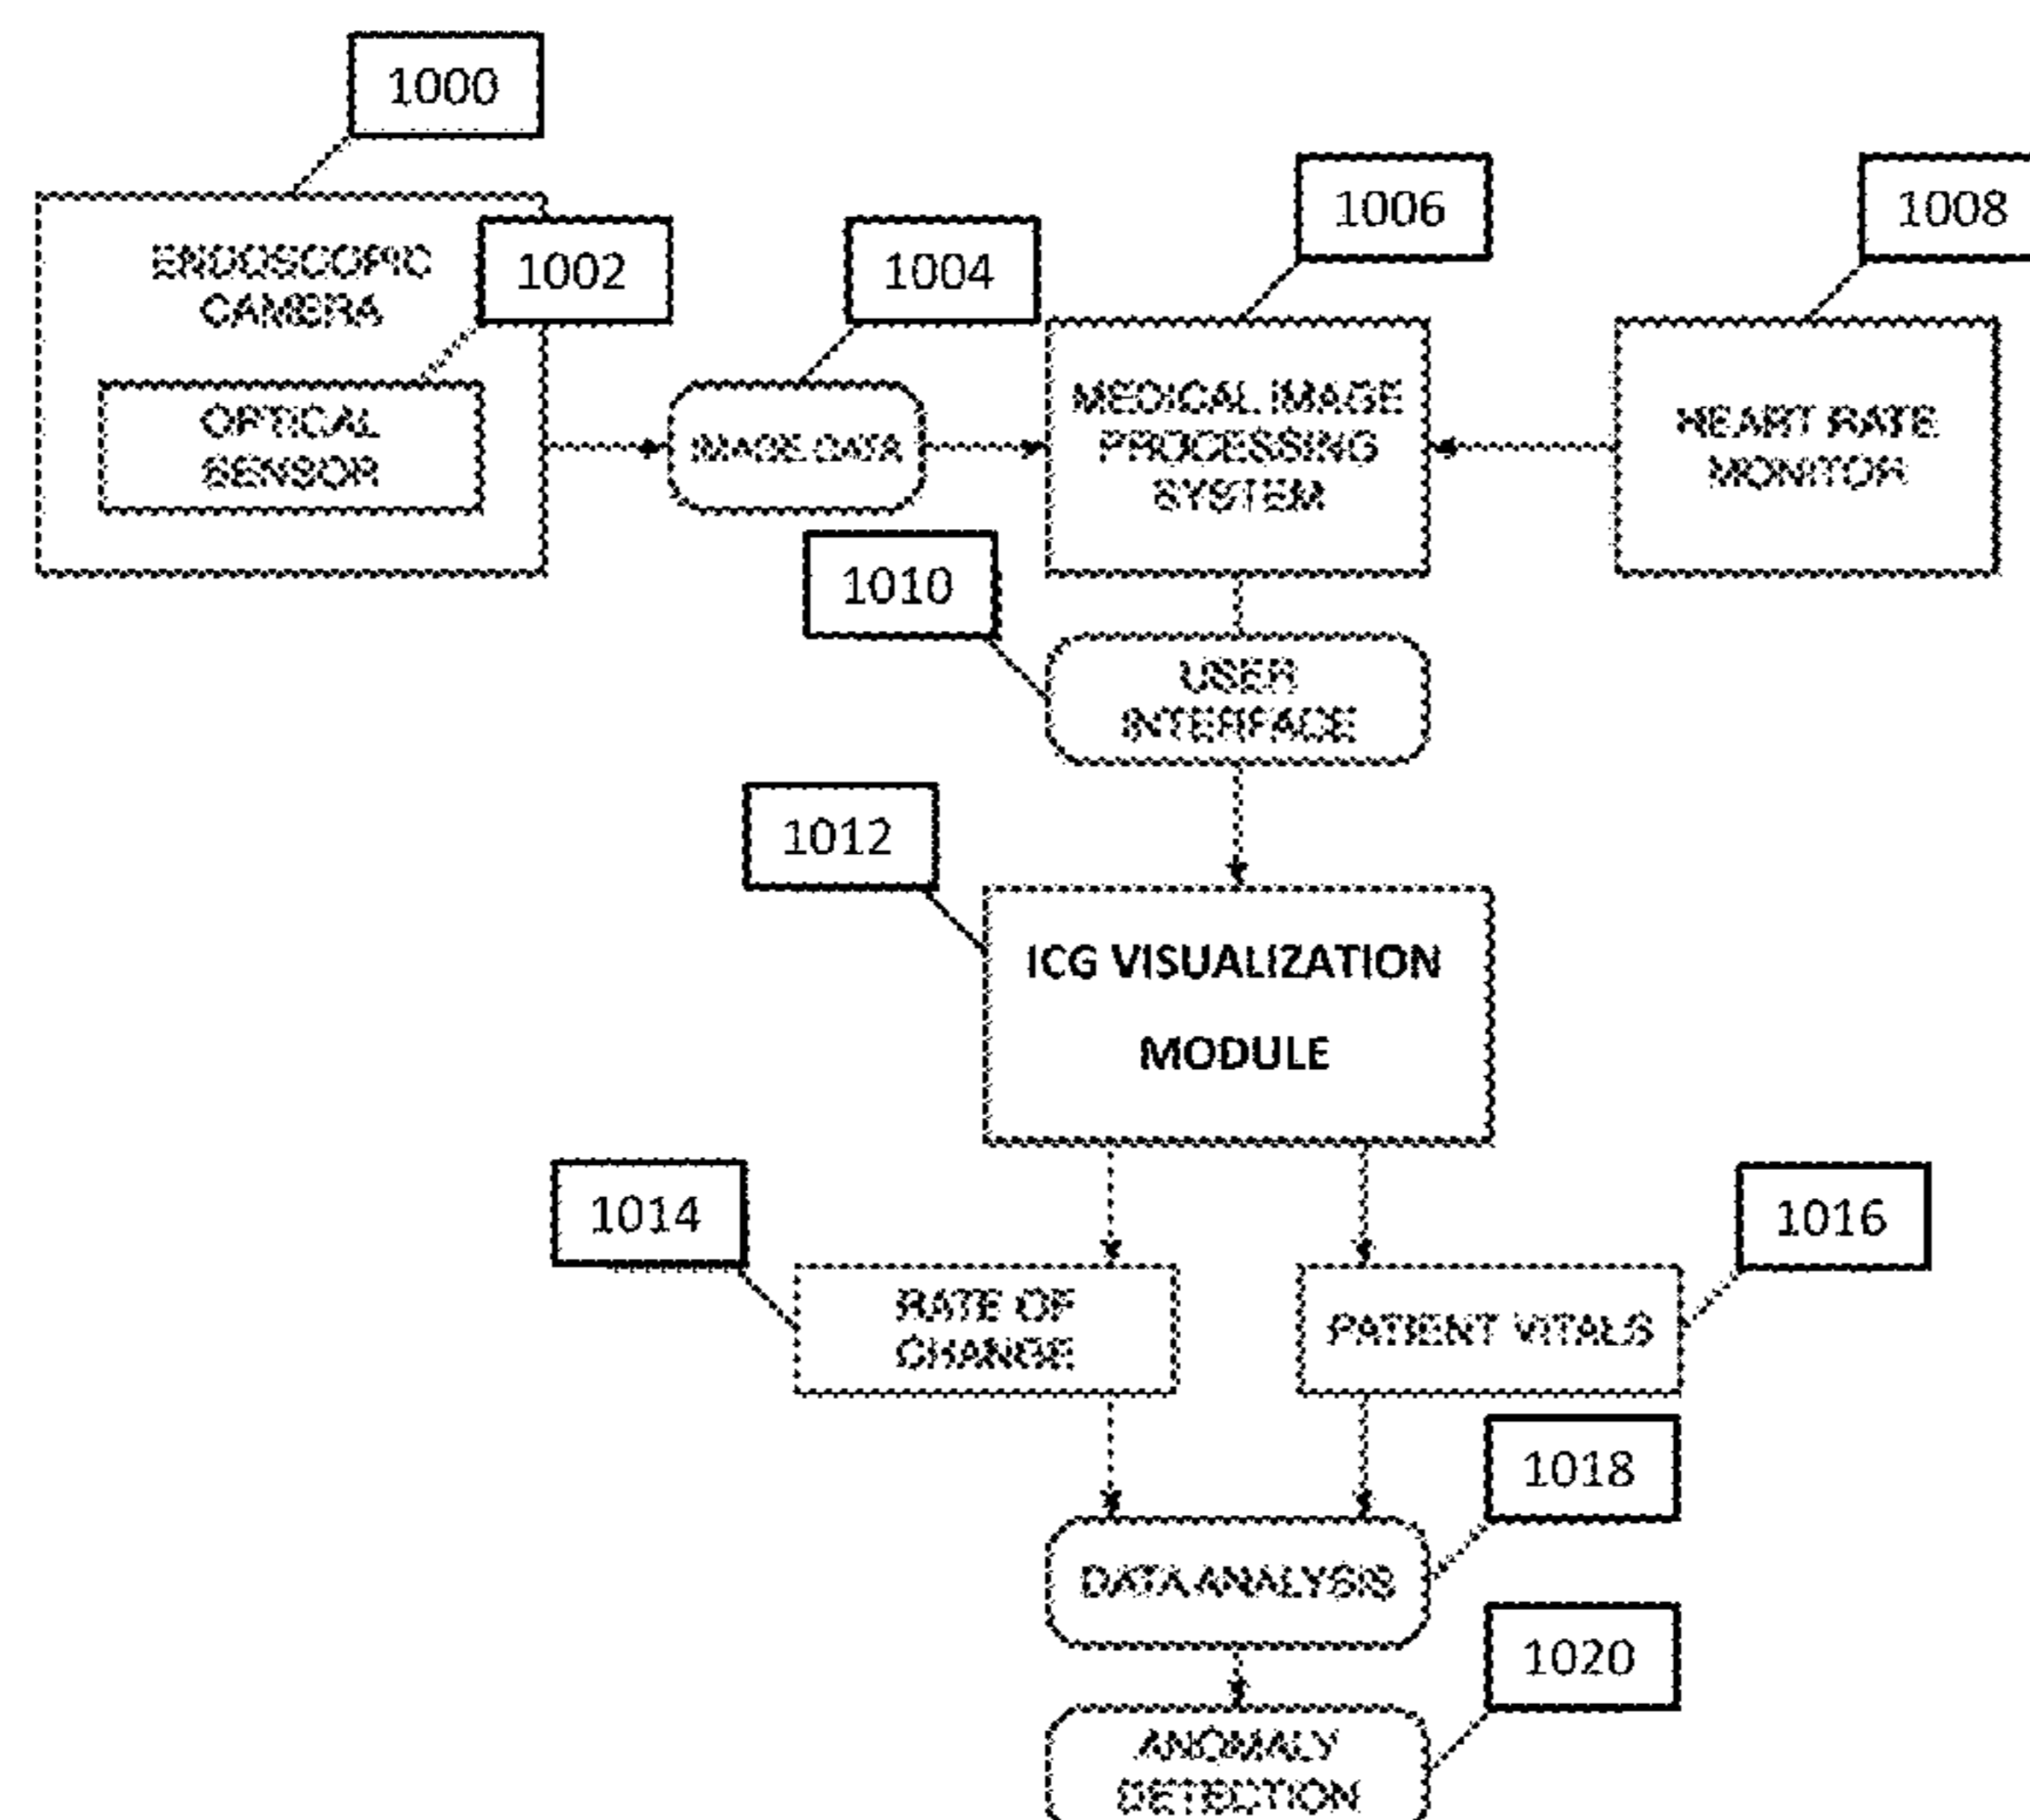 1000
1006
1008
ENDOSCOPIC
CAMERA
1002
1004
OPTICAL
SENSOR
IMAGE DATA
MEDICAL IMAGE
PROCESSING
SYSTEM
HEART RATE
MONITOR
1010
USER
INTERFACE
1012
ICG VISUALIZATION
MODULE
1014
1016
RATE OF
CHANGE
PATIENT VITALS
1018
DATA ANALYSIS
1020
ANOMALY
DETECTION